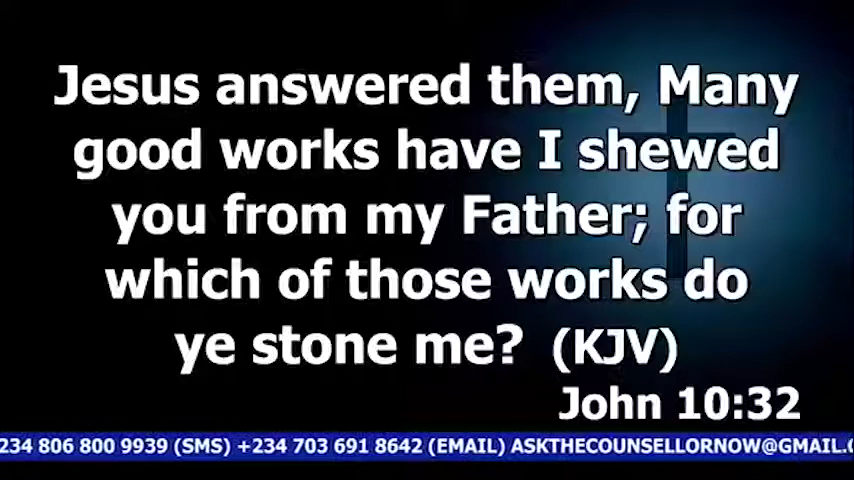 Jesus answered them, Many
good works have I shewed
you from my Father; for
which of those works do
ye stone me? (KJV)
John 10:32
234 806 800 9939 (SMS) +234 703 691 8642 (EMAIL) ASKTHECOUNSELLORNOW@GMAIL.